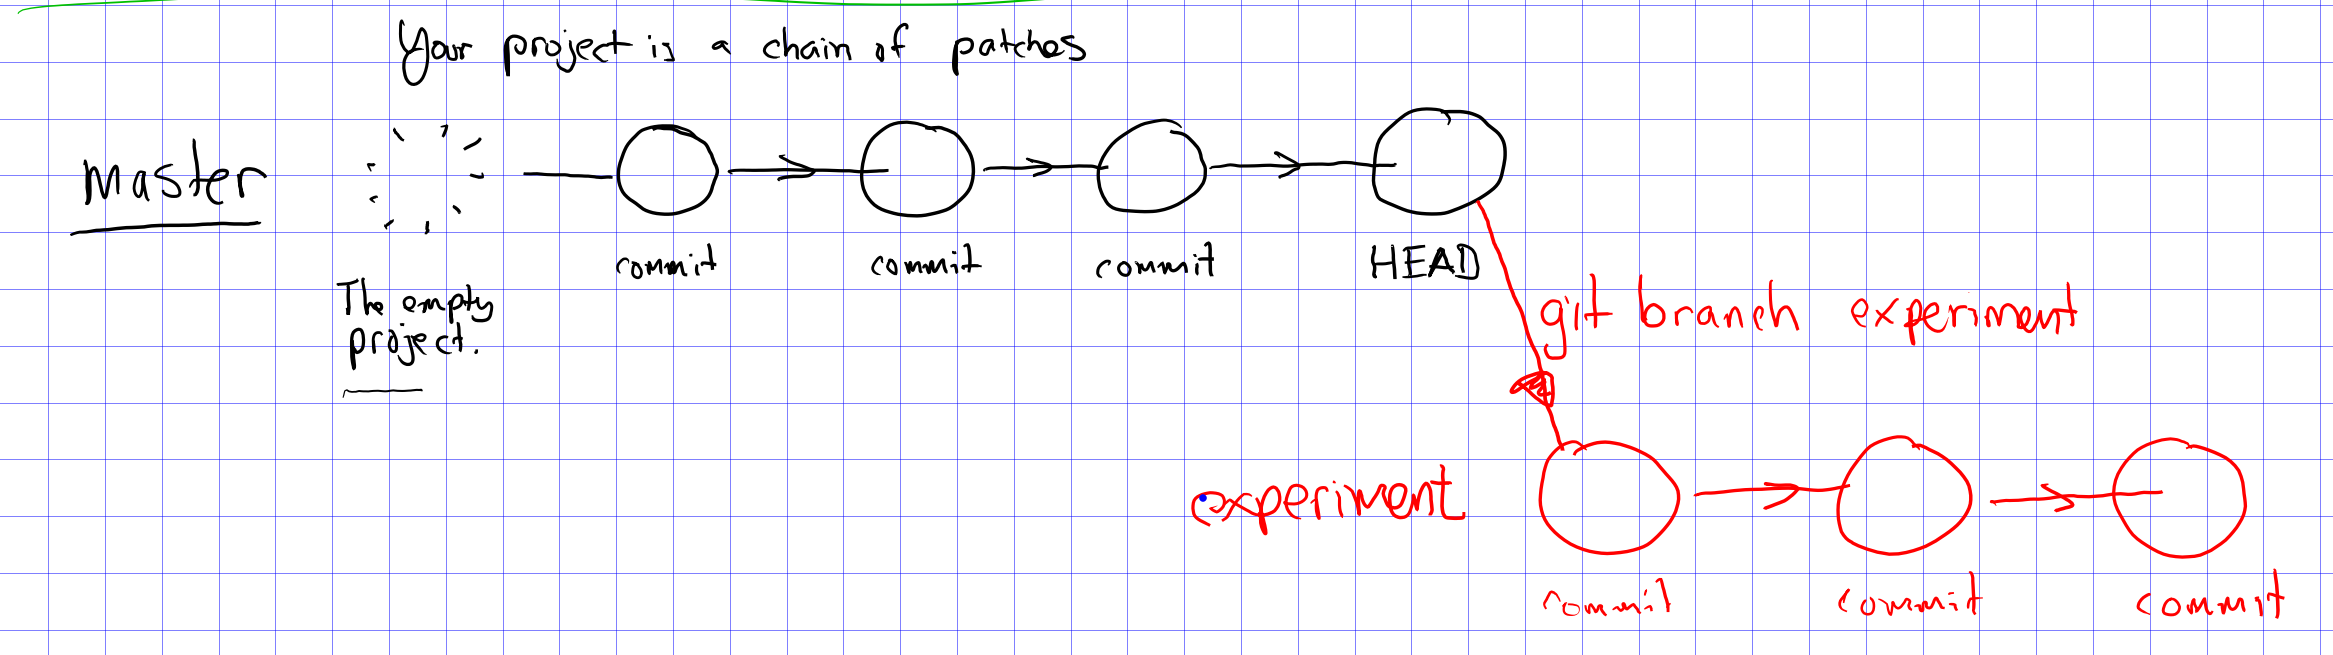 Your project is a chain of patches
master
commit
commit
commit
HEAD
The empty
project.
git branch experiment
experiment
commit
commit
commit